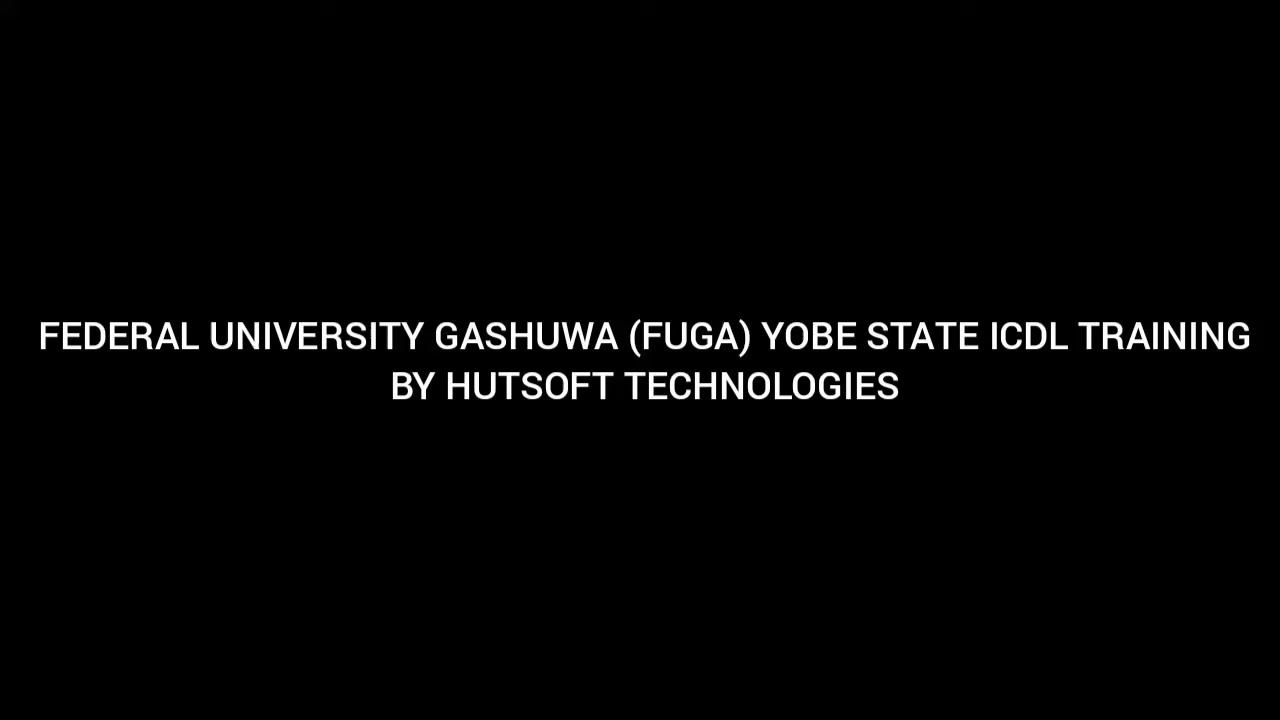 FEDERAL UNIVERSITY GASHUWA (FUGA) YOBE STATE ICDL TRAINING
BY HUTSOFT TECHNOLOGIES